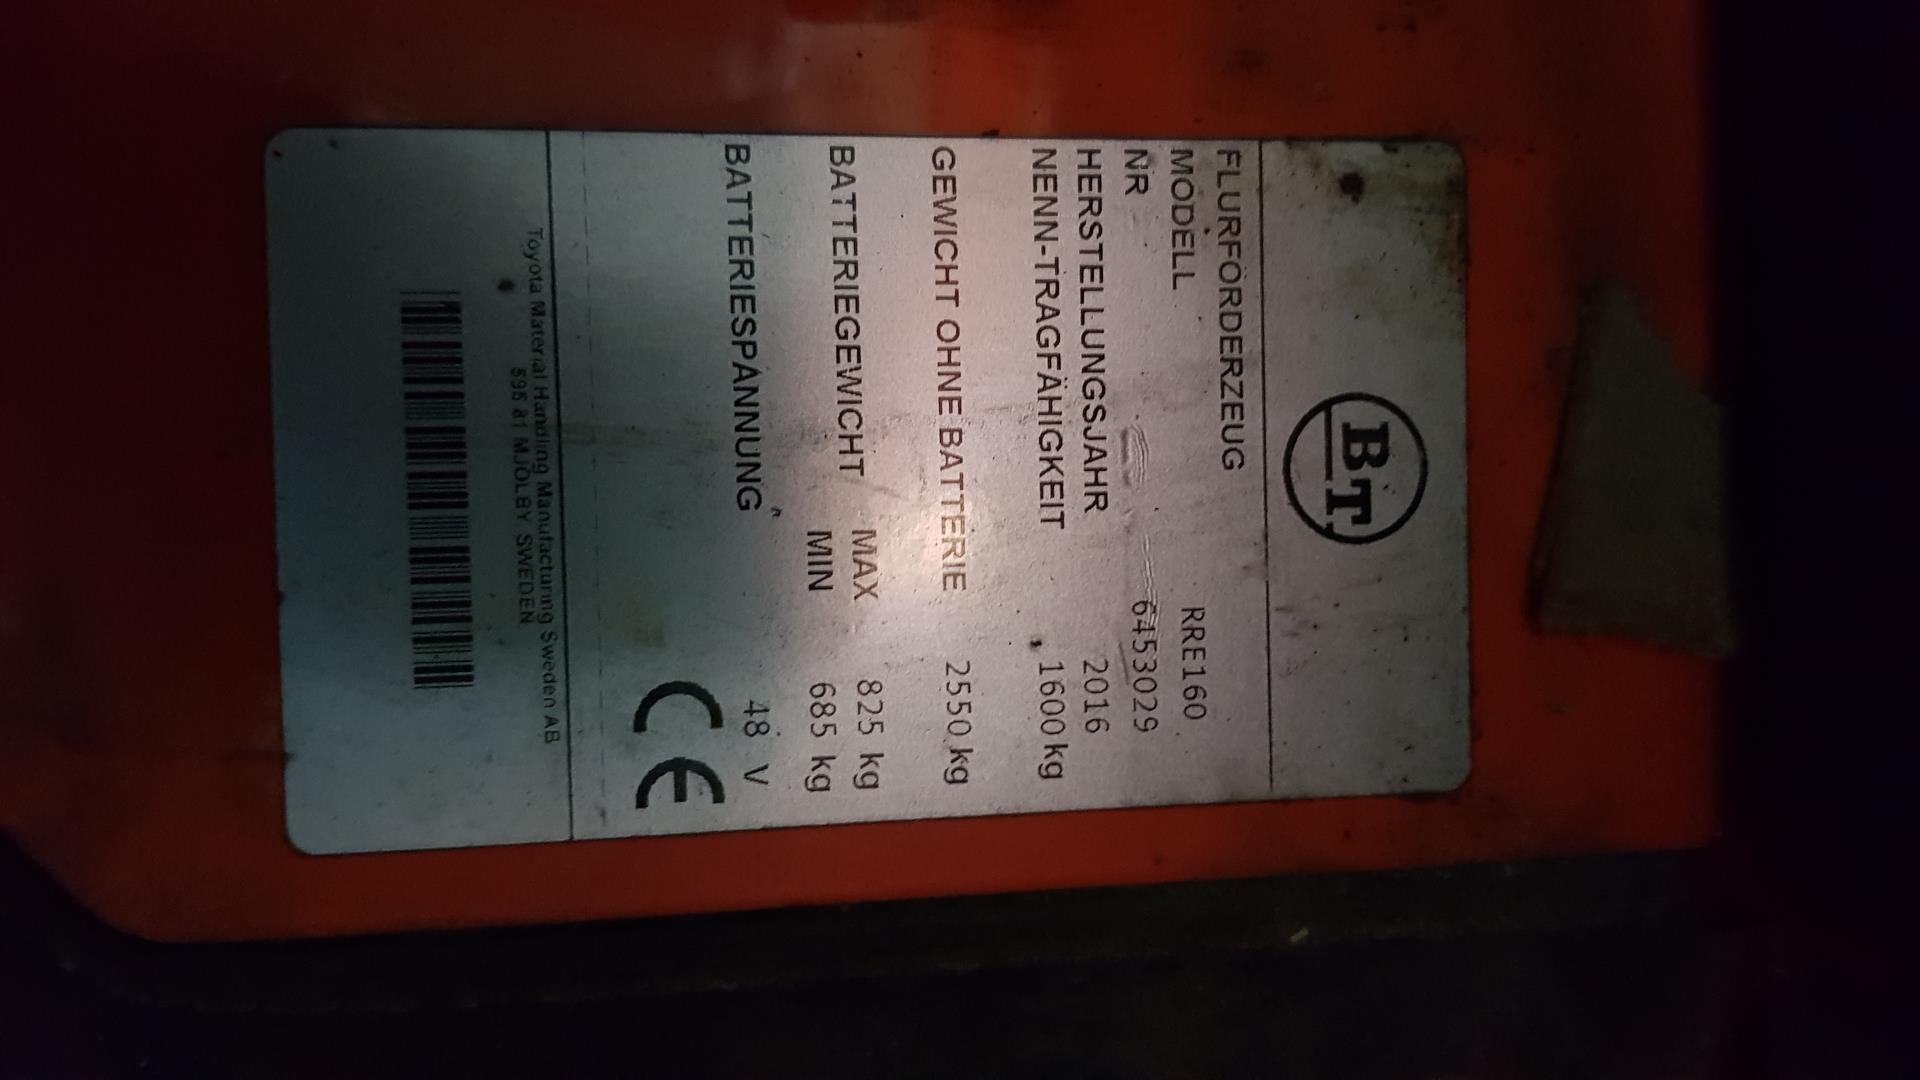 BT
FLURFÖRDERZEUG
MODELL RRE160
NR 6453029
HERSTELLUNGSJAHR 2016
NENN-TRAGFÄHIGKEIT 1600 kg
GEWICHT OHNE BATTERIE 2550 kg
BATTERIEGEWICHT MAX 825 kg
MIN 685 kg
BATTERIESPANNUNG 48 V
CE
Toyota Material Handling Manufacturing Sweden AB
595 81 MJÖLBY SWEDEN